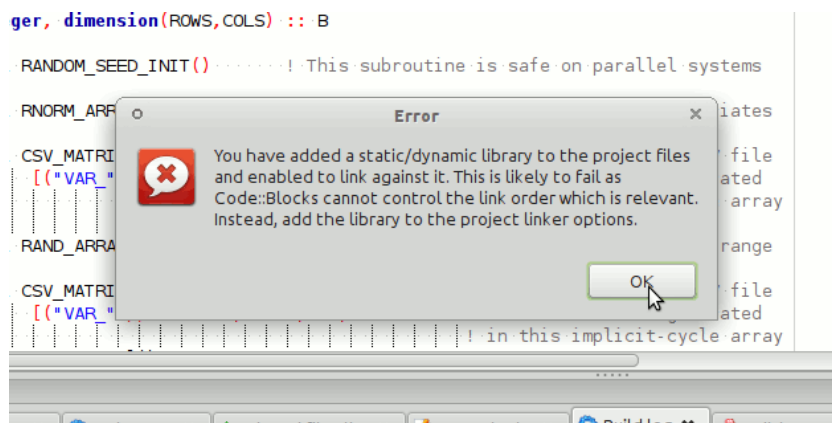 ger, dimension(ROWS,COLS) :: B
RANDOM_SEED_INIT() ! This subroutine is safe on parallel systems
RNORM_ARR iates
Error
CSV_MATRI file
[("VAR_" ated
array
You have added a static/dynamic library to the project files
and enabled to link against it. This is likely to fail as
Code::Blocks cannot control the link order which is relevant.
Instead, add the library to the project linker options.
RAND_ARRA range
OK
CSV_MATRI file
[("VAR_" ated
! in this implicit-cycle array